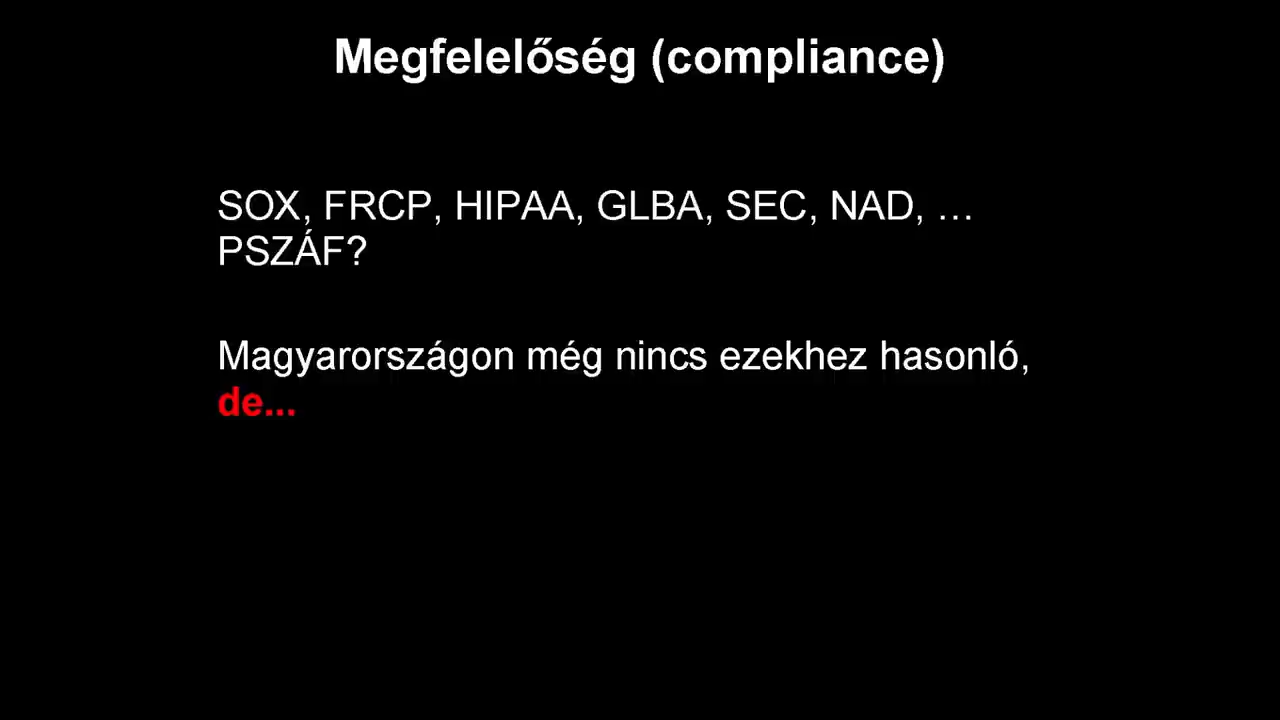 Megfelelőség (compliance)
SOX, FRCP, HIPAA, GLBA, SEC, NAD, …
PSZÁF?
Magyarországon még nincs ezekhez hasonló,
de...